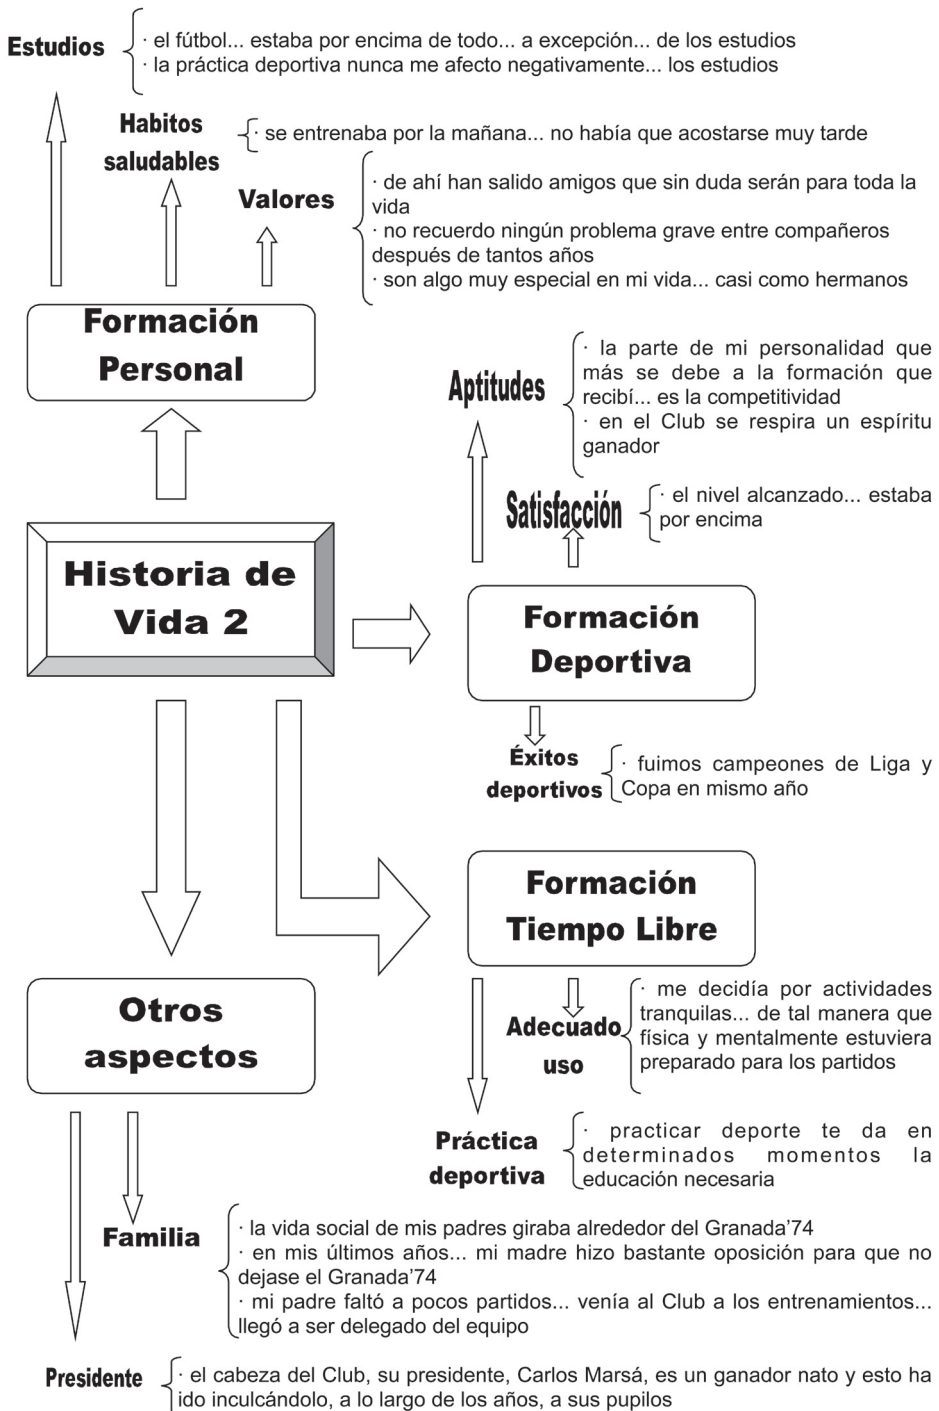 Estudios
· el fútbol... estaba por encima de todo... a excepción... de los estudios
· la práctica deportiva nunca me afecto negativamente... los estudios
Habitos
saludables
· se entrenaba por la mañana... no había que acostarse muy tarde
Valores
· de ahí han salido amigos que sin duda serán para toda la
vida
· no recuerdo ningún problema grave entre compañeros
después de tantos años
· son algo muy especial en mi vida... casi como hermanos
Formación
Personal
Aptitudes
· la parte de mi personalidad que
más se debe a la formación que
recibí... es la competitividad
· en el Club se respira un espíritu
ganador
Satisfacción
· el nivel alcanzado... estaba
por encima
Historia de
Vida 2
Formación
Deportiva
Éxitos
deportivos
· fuimos campeones de Liga y
Copa en mismo año
Formación
Tiempo Libre
Otros
aspectos
Adecuado
uso
· me decidía por actividades
tranquilas... de tal manera que
física y mentalmente estuviera
preparado para los partidos
Práctica
deportiva
· practicar deporte te da en
determinados momentos la
educación necesaria
Familia
· la vida social de mis padres giraba alrededor del Granada’74
· en mis últimos años... mi madre hizo bastante oposición para que no
dejase el Granada’74
· mi padre faltó a pocos partidos... venía al Club a los entrenamientos...
llegó a ser delegado del equipo
Presidente
· el cabeza del Club, su presidente, Carlos Marsá, es un ganador nato y esto ha
ido inculcándolo, a lo largo de los años, a sus pupilos